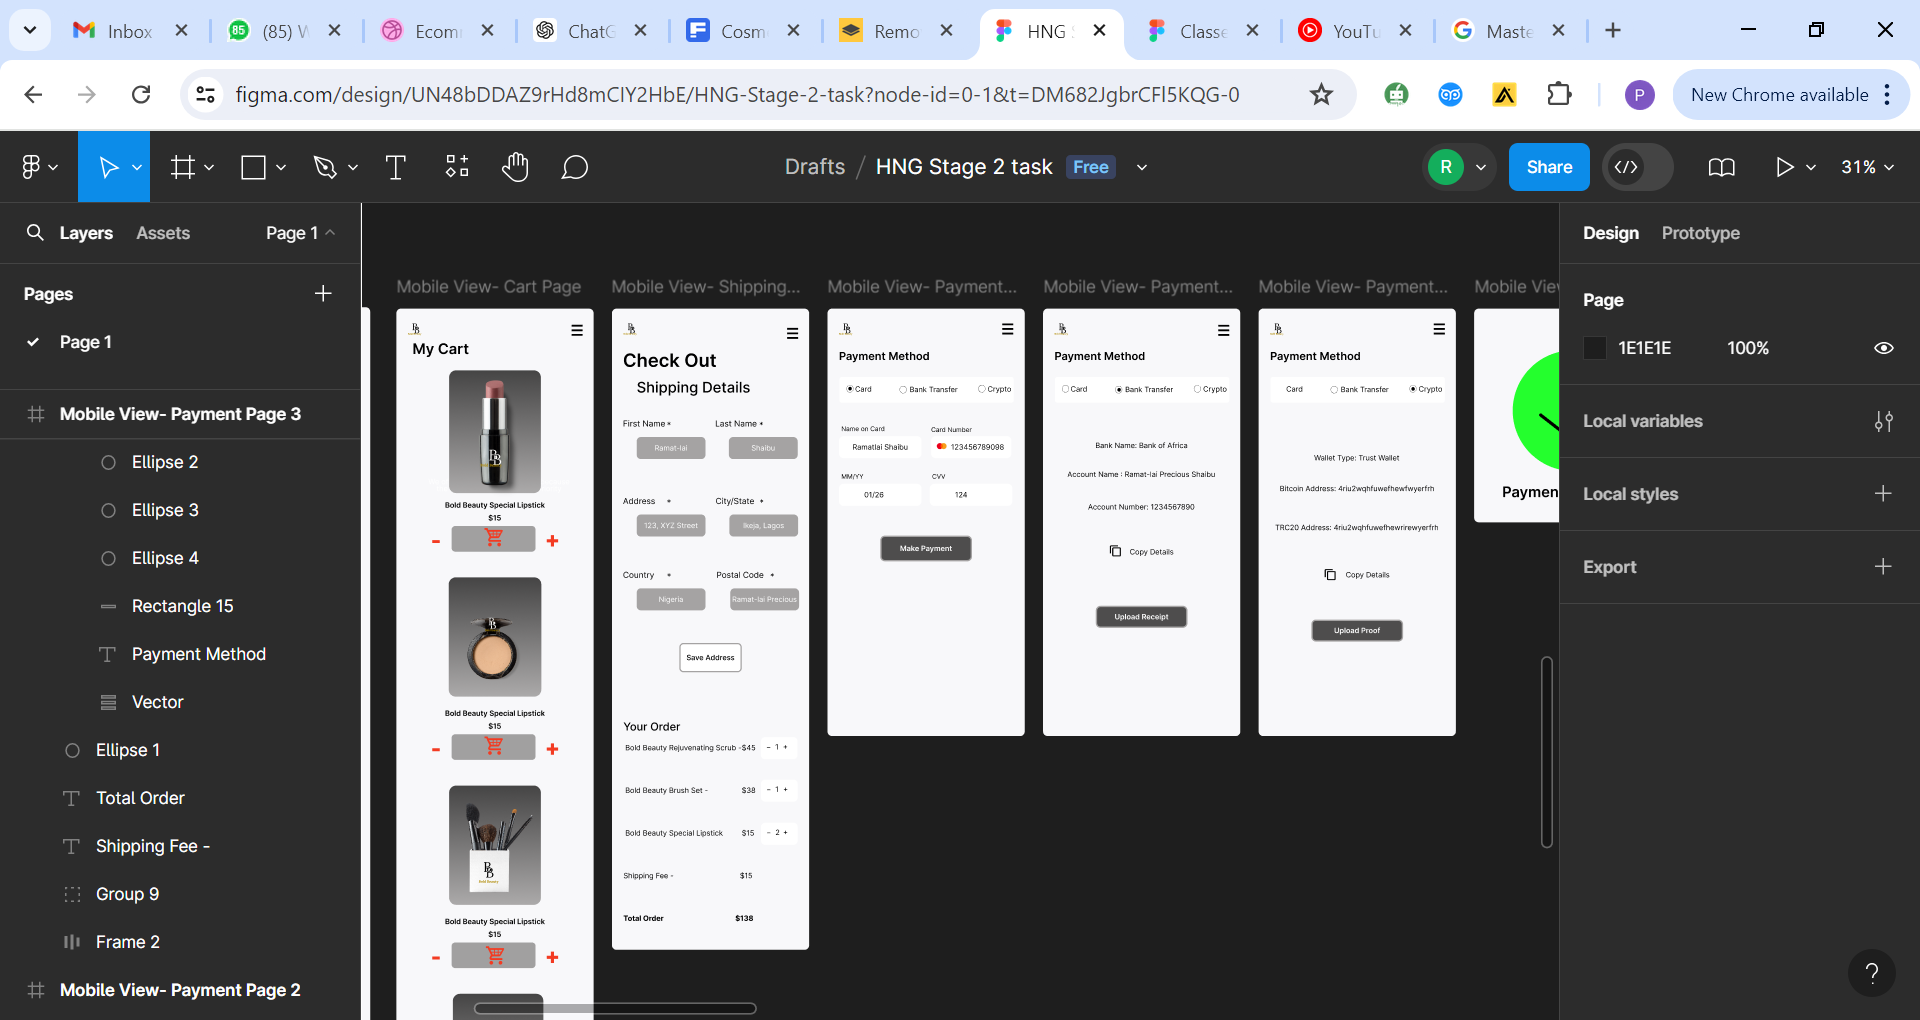 Inbox
(85) W
Ecom
ChatG
Cosm
Remo
HNG S
Classe
YouTu
Maste
figma.com/design/UN48bDDAZ9rHd8mCIY2HbE/HNG-Stage-2-task?node-id=0-1&t=DM682JgbrCFl5KQG-0
P
New Chrome available
Drafts / HNG Stage 2 task Free
R
Share
31%
Layers Assets Page 1
Pages
Page 1
Mobile View- Payment Page 3
Ellipse 2
Ellipse 3
Ellipse 4
Rectangle 15
Payment Method
Vector
Ellipse 1
Total Order
Shipping Fee -
Group 9
Frame 2
Mobile View- Payment Page 2
Mobile View- Cart Page
My Cart
Bold Beauty Special Lipstick
$15
- +
Bold Beauty Special Lipstick
$15
- +
Bold Beauty
Bold Beauty Special Lipstick
$15
- +
Mobile View- Shipping...
Check Out
Shipping Details
First Name * Last Name *
Ramat-lai Shaibu
Address * City/State *
123, XYZ Street Ikeja, Lagos
Country * Postal Code *
Nigeria Ramat-lai Precious
Save Address
Your Order
Bold Beauty Rejuvenating Scrub -$45 - 1 +
Bold Beauty Brush Set - $38 - 1 +
Bold Beauty Special Lipstick $15 - 2 +
Shipping Fee - $15
Total Order $138
Mobile View- Payment...
Payment Method
Card Bank Transfer Crypto
Name on Card Card Number
Ramatlai Shaibu 123456789098
MM/YY CVV
01/26 124
Make Payment
Mobile View- Payment...
Payment Method
Card Bank Transfer Crypto
Bank Name: Bank of Africa
Account Name : Ramat-lai Precious Shaibu
Account Number: 1234567890
Copy Details
Upload Receipt
Mobile View- Payment...
Payment Method
Card Bank Transfer Crypto
Wallet Type: Trust Wallet
Bitcoin Address: 4riu2wqhfuwefhewfwyerfrh
TRC20 Address: 4riu2wqhfuwefhewrirewyerfrh
Copy Details
Upload Proof
Mobile View
Paymen
Design Prototype
Page
1E1E1E 100%
Local variables
Local styles
Export
?